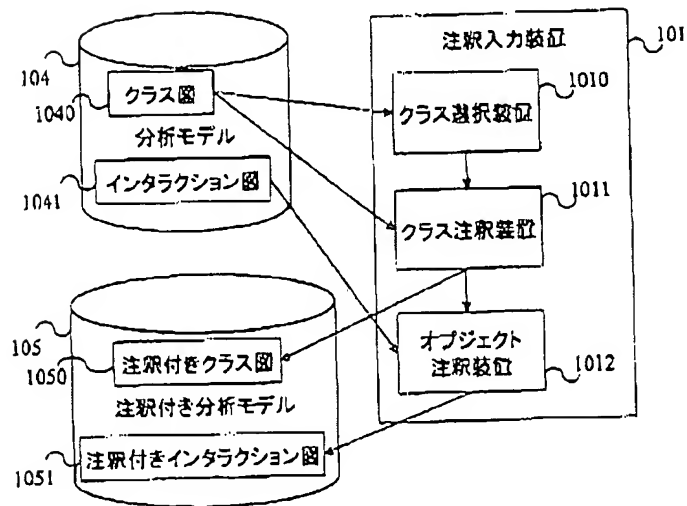 104
クラス図
1040
分析モデル
インタラクション図
1041
注釈入力装置
101
クラス選択装置
1010
クラス注釈装置
1011
オブジェクト
注釈装置
1012
105
注釈付きクラス図
1050
注釈付き分析モデル
注釈付きインタラクション図
1051